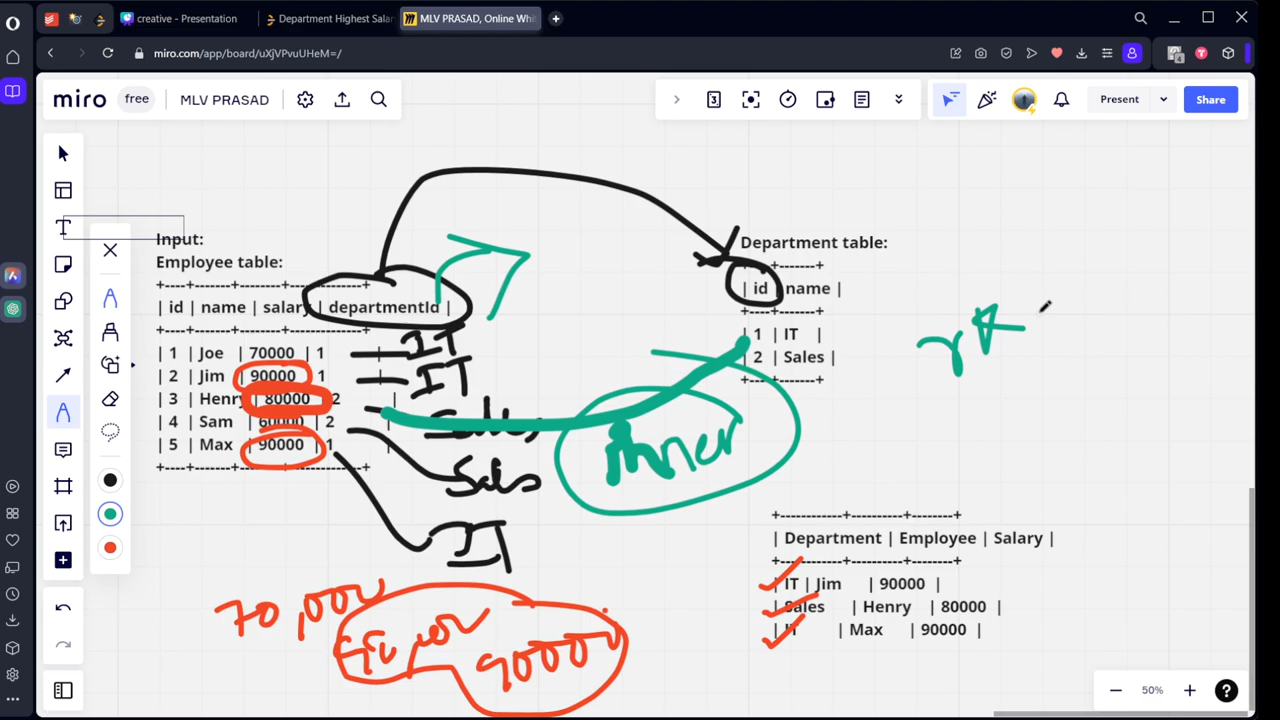 creative - Presentation
Department Highest Sala
MLV PRASAD, Online Whi
miro.com/app/board/uXjVPvuUHeM=/
miro free MLV PRASAD
Present
Share
Input:
Employee table:
+----+-------+--------+--------------+
| id | name | salary | departmentId |
+----+-------+--------+--------------+
| 1 | Joe | 70000 | 1 |
| 2 | Jim | 90000 | 1 |
| 3 | Henry | 80000 | 2 |
| 4 | Sam | 60000 | 2 |
| 5 | Max | 90000 | 1 |
+----+-------+--------+--------------+
IT
IT
Sales
Sales
IT
Department table:
+----+-------+
| id | name |
+----+-------+
| 1 | IT |
| 2 | Sales |
+----+-------+
inner
+------------+----------+--------+
| Department | Employee | Salary |
+------------+----------+--------+
| IT | Jim | 90000 |
| Sales | Henry | 80000 |
| IT | Max | 90000 |
70,000
90000
50%